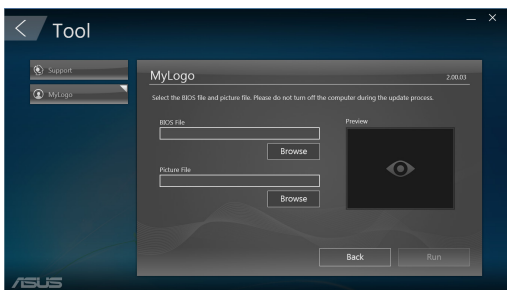 Tool
Support
MyLogo
MyLogo
2.00.03
Select the BIOS file and picture file. Please do not turn off the computer during the update process.
BIOS File
Browse
Picture File
Browse
Preview
Back
Run
ASUS